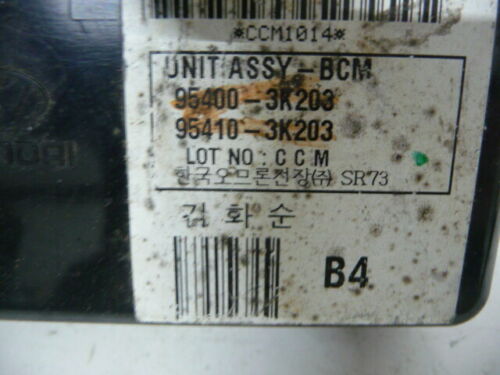 *CCM1014*
UNIT ASSY-BCM
95400-3K203
95410-3K203
LOT NO : C C M
한국오므론전장(주) SR73
김 화 순
B4